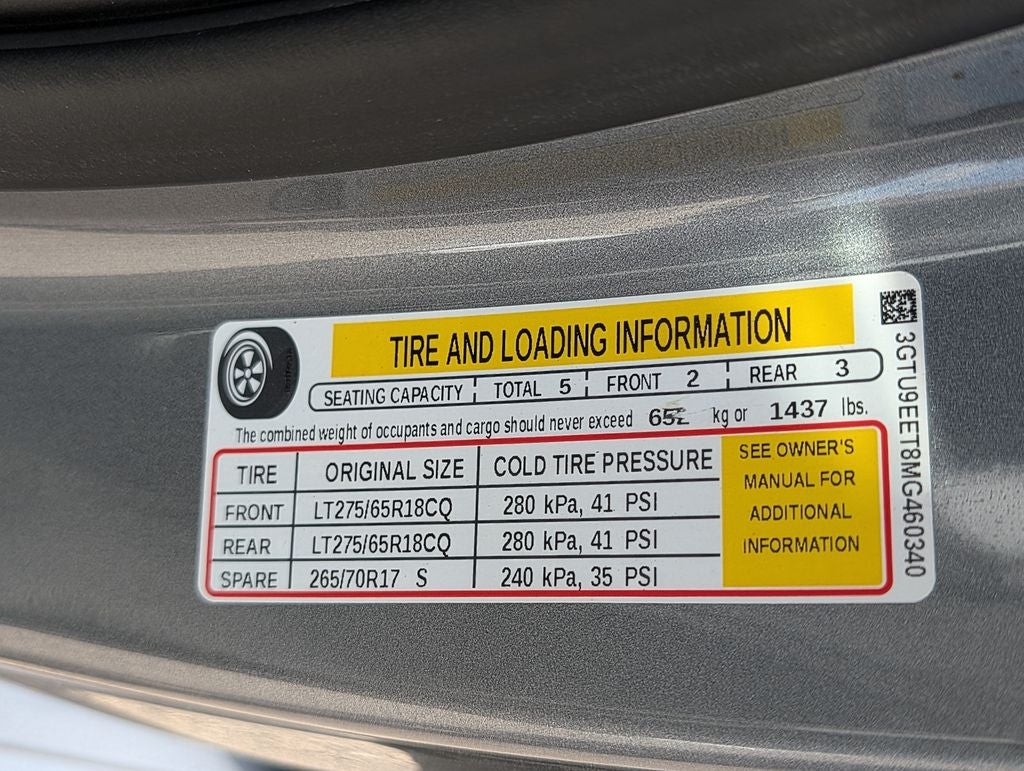 TIRE AND LOADING INFORMATION
SEATING CAPACITY TOTAL 5 FRONT 2 REAR 3
The combined weight of occupants and cargo should never exceed 652 kg or 1437 lbs.
TIRE ORIGINAL SIZE COLD TIRE PRESSURE
FRONT LT275/65R18CQ 280 kPa, 41 PSI
REAR LT275/65R18CQ 280 kPa, 41 PSI
SPARE 265/70R17 S 240 kPa, 35 PSI
SEE OWNER'S
MANUAL FOR
ADDITIONAL
INFORMATION
3GTU9EET8MG460340